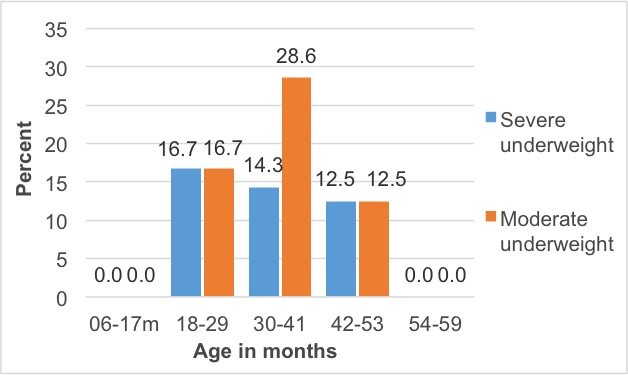 35
30
25
20
15
10
5
0
Percent
28.6
16.7 16.7
14.3
12.5 12.5
0.0 0.0
0.0 0.0
06-17m 18-29 30-41 42-53 54-59
Age in months
Severe
underweight
Moderate
underweight